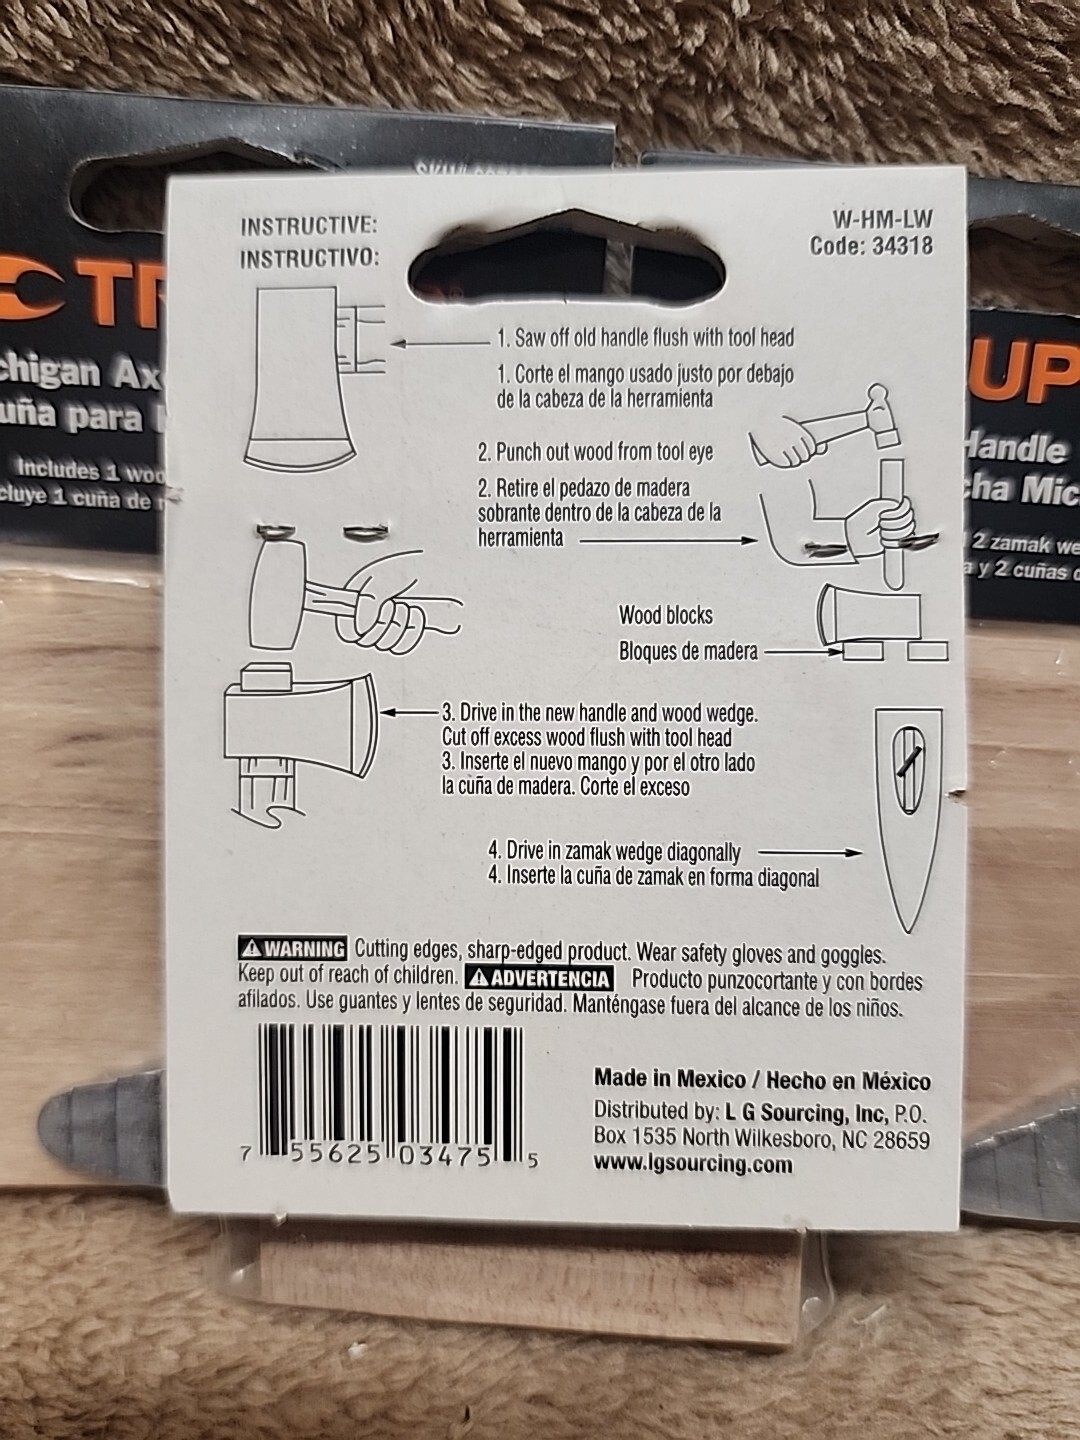 INSTRUCTIVE:
INSTRUCTIVO:
W-HM-LW
Code: 34318
1. Saw off old handle flush with tool head
1. Corte el mango usado justo por debajo
de la cabeza de la herramienta
2. Punch out wood from tool eye
2. Retire el pedazo de madera
sobrante dentro de la cabeza de la
herramienta
Wood blocks
Bloques de madera
3. Drive in the new handle and wood wedge.
Cut off excess wood flush with tool head
3. Inserte el nuevo mango y por el otro lado
la cuña de madera. Corte el exceso
4. Drive in zamak wedge diagonally
4. Inserte la cuña de zamak en forma diagonal
⚠ WARNING Cutting edges, sharp-edged product. Wear safety gloves and goggles.
Keep out of reach of children. ⚠ ADVERTENCIA Producto punzocortante y con bordes
afilados. Use guantes y lentes de seguridad. Manténgase fuera del alcance de los niños.
7 55625 03475 5
Made in Mexico / Hecho en México
Distributed by: L G Sourcing, Inc, P.O.
Box 1535 North Wilkesboro, NC 28659
www.lgsourcing.com
TR
chigan Ax
uña para
Includes 1 woo
cluye 1 cuña de
UP
Handle
cha Mic
2 zamak we
a y 2 cuñas